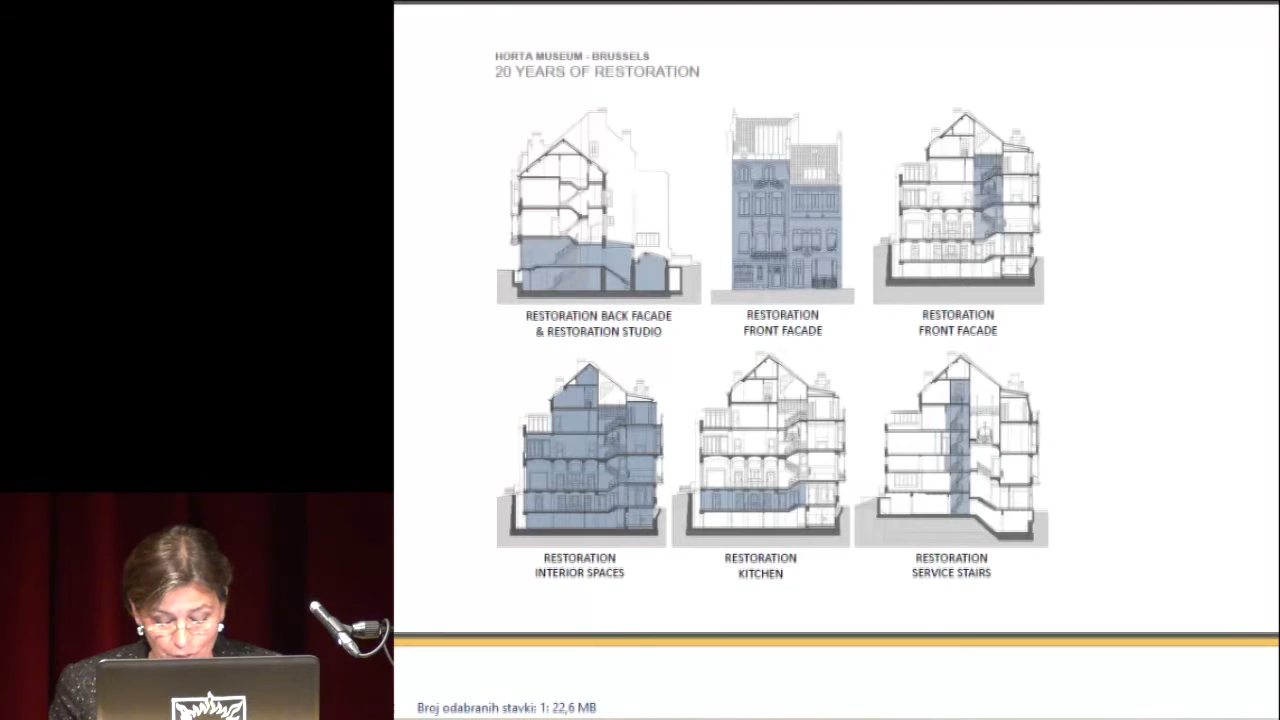 HORTA MUSEUM - BRUSSELS
20 YEARS OF RESTORATION
RESTORATION BACK FACADE
& RESTORATION STUDIO
RESTORATION
FRONT FACADE
RESTORATION
FRONT FACADE
RESTORATION
INTERIOR SPACES
RESTORATION
KITCHEN
RESTORATION
SERVICE STAIRS
Broj odabranih stavki: 1: 22,6 MB